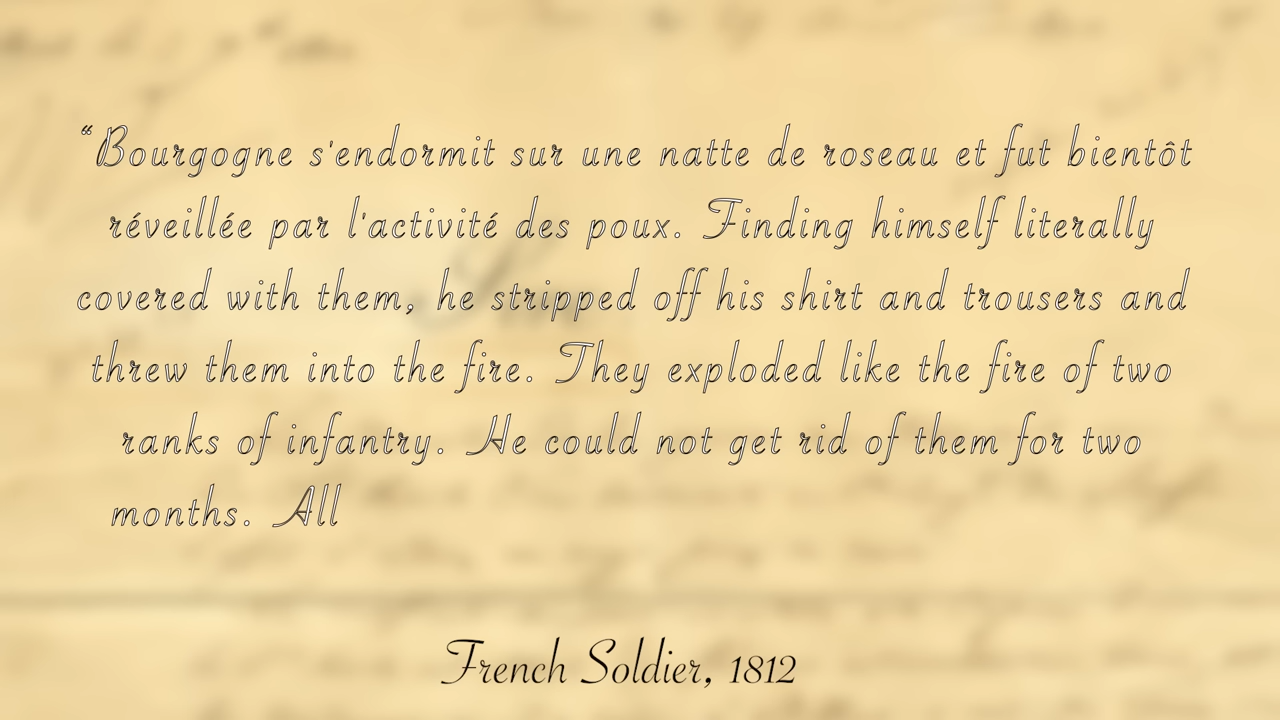 “Bourgogne s'endormit sur une natte de roseau et fut bientôt
réveillée par l'activité des poux. Finding himself literally
covered with them, he stripped off his shirt and trousers and
threw them into the fire. They exploded like the fire of two
ranks of infantry. He could not get rid of them for two
months. All
French Soldier, 1812